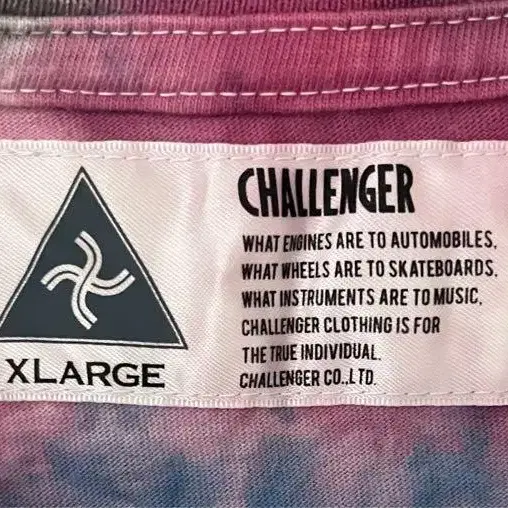 CHALLENGER
WHAT ENGINES ARE TO AUTOMOBILES,
WHAT WHEELS ARE TO SKATEBOARDS,
WHAT INSTRUMENTS ARE TO MUSIC,
CHALLENGER CLOTHING IS FOR
THE TRUE INDIVIDUAL.
CHALLENGER CO.,LTD.
XLARGE